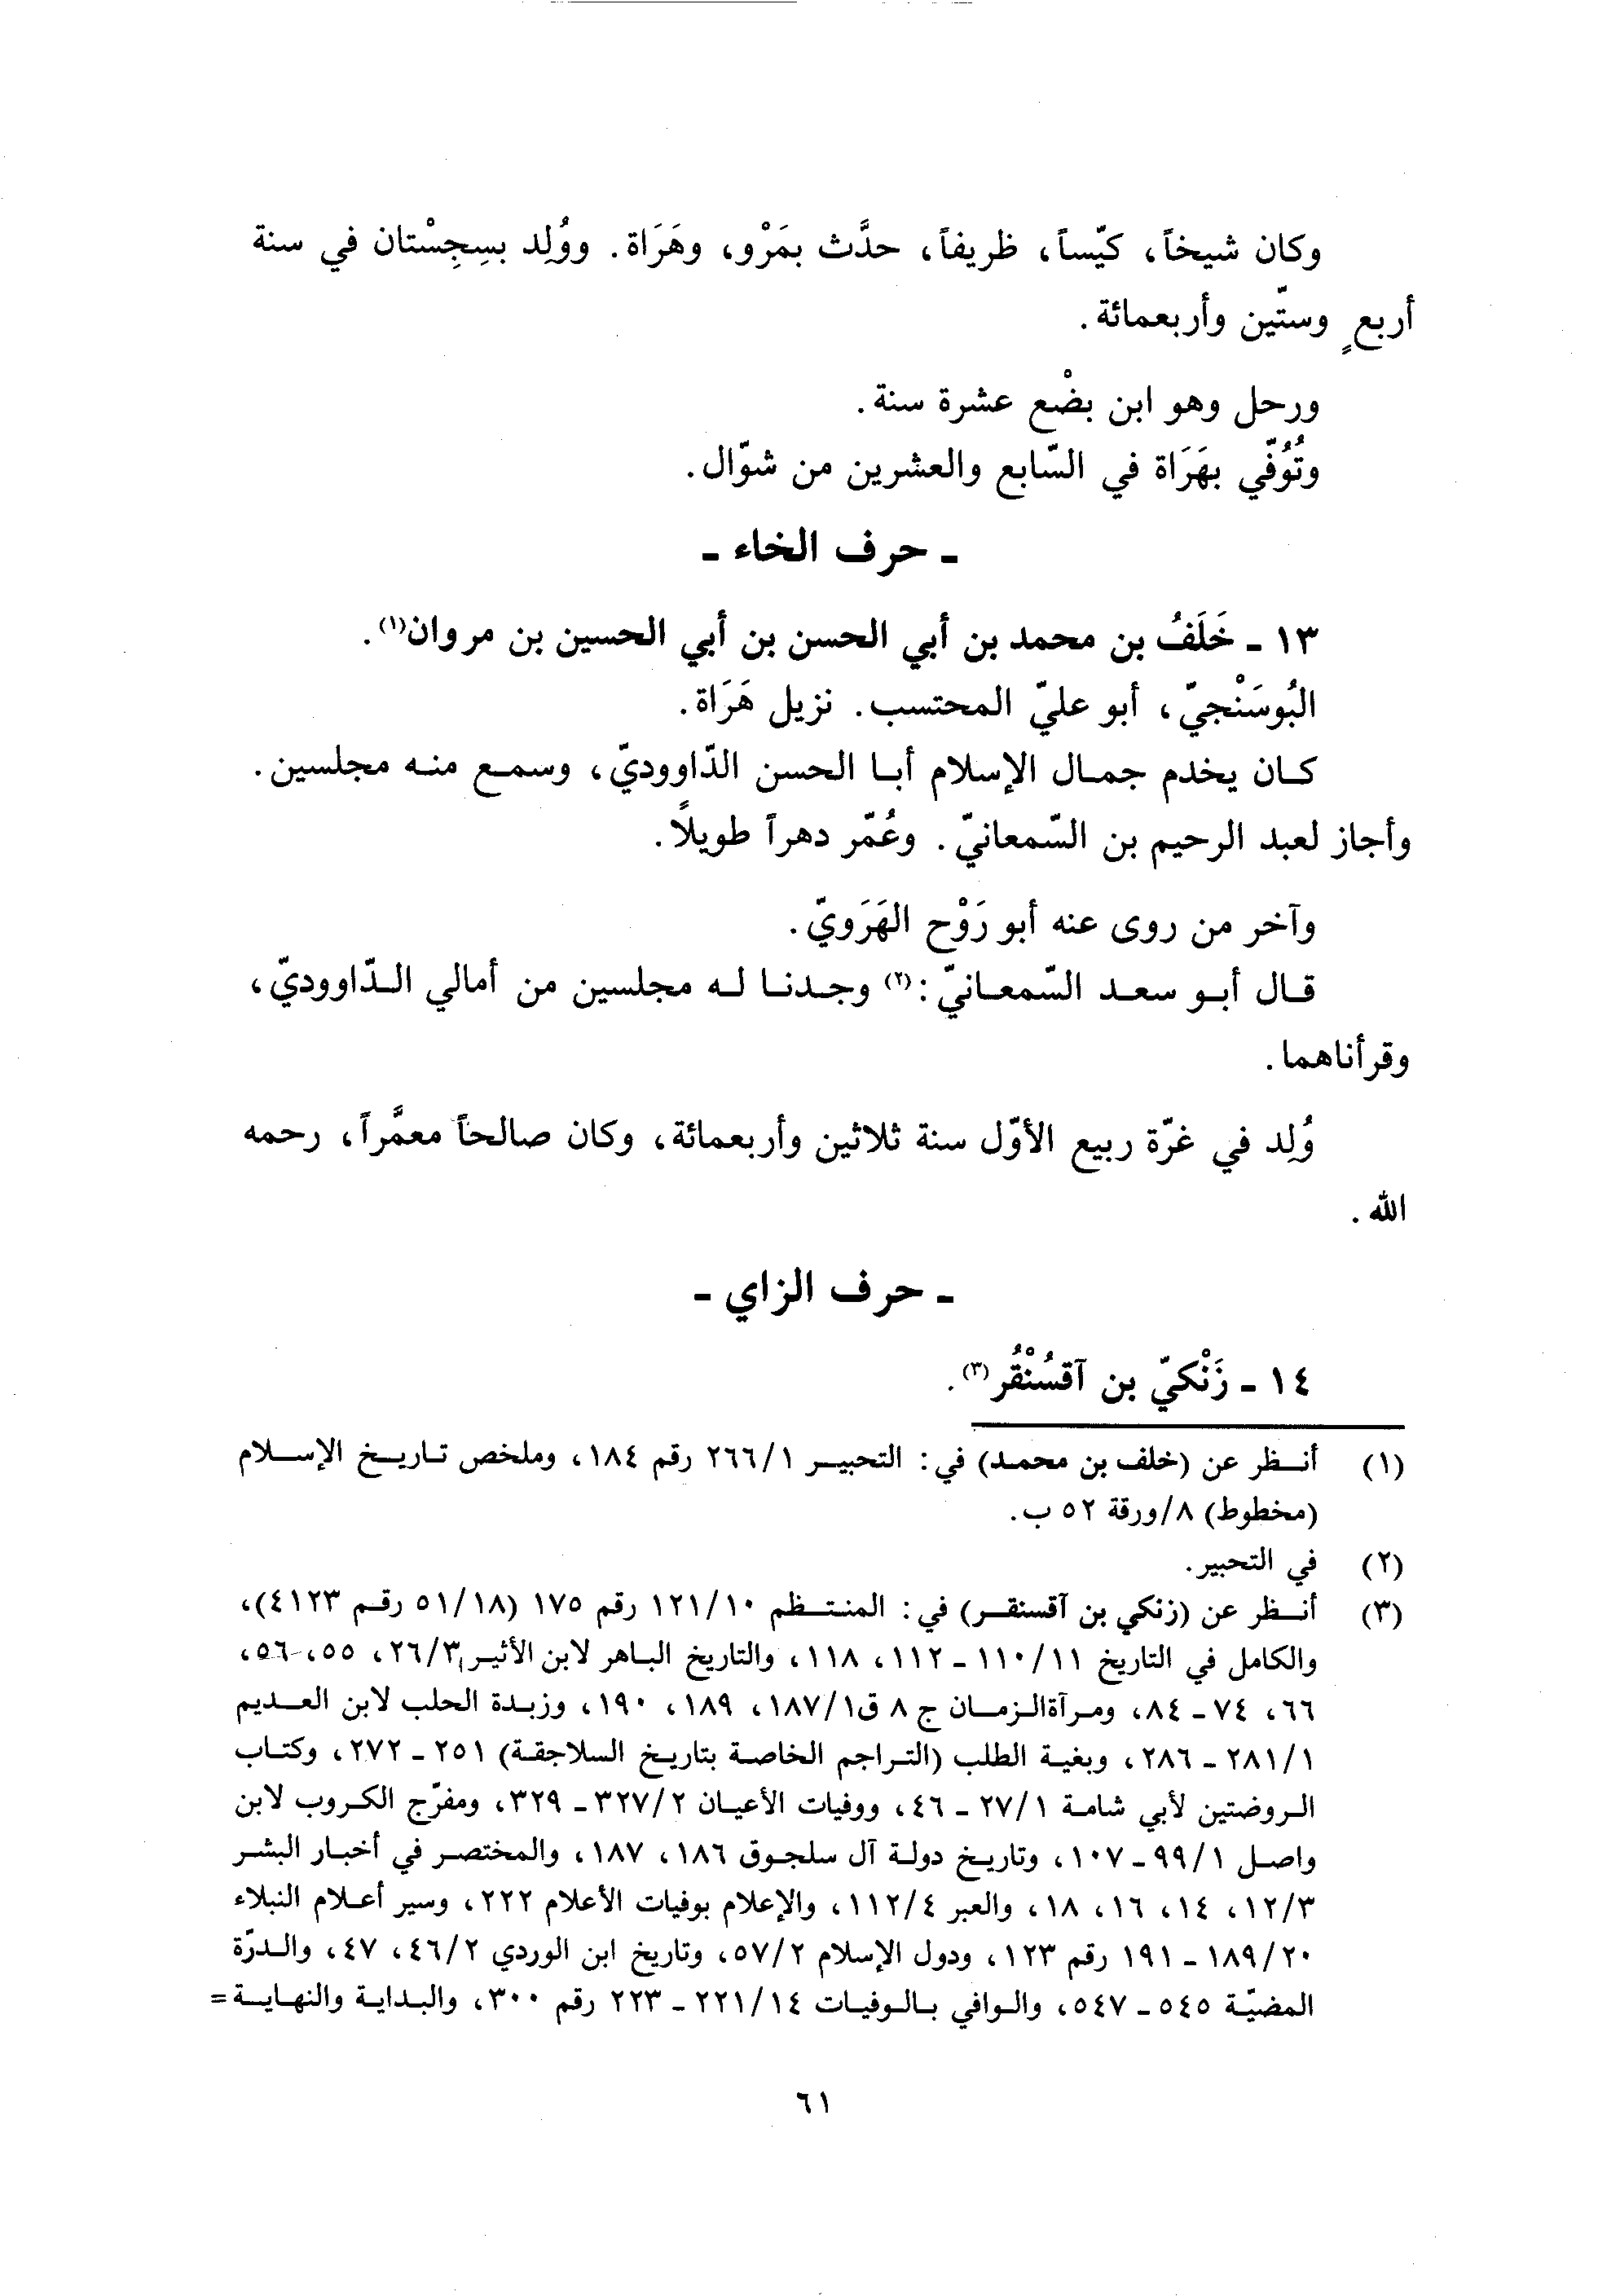 وكان شيخاً، كيّساً، ظريفاً، حدَّث بمَرْو، وهَرَاة. ووُلِد بسِجِسْتان في سنة
أربعٍ وستّين وأربعمائة.
ورحل وهو ابن بضْع عشرة سنة.
وتُوُفّي بهَرَاة في السّابع والعشرين من شوّال.
ـ حرف الخاء ـ
١٣ ـ خَلَفُ بن محمد بن أبي الحسن بن أبي الحسين بن مروان(١).
البُوسَنْجيّ، أبو عليّ المحتسب. نزيل هَرَاة.
كان يخدم جمال الإسلام أبا الحسن الدّاووديّ، وسمع منه مجلسين.
وأجاز لعبد الرحيم بن السّمعانيّ. وعُمّر دهراً طويلاً.
وآخر من روى عنه أبو رَوْح الهَرَويّ.
قال أبو سعد السّمعانيّ:(٢) وجدنا له مجلسين من أمالي الدّاووديّ،
وقرأناهما.
وُلِد في غرّة ربيع الأوّل سنة ثلاثين وأربعمائة، وكان صالحاً معمَّراً، رحمه
الله.
ـ حرف الزاي ـ
١٤ ـ زَنْكيّ بن آقسُنْقُر(٣).
(١) أنظر عن (خلف بن محمد) في: التحبير ٢٦٦/١ رقم ١٨٤، وملخص تاريخ الإسلام
(مخطوط) ٨/ورقة ٥٢ ب.
(٢) في التحبير.
(٣) أنظر عن (زنكي بن آقسنقر) في: المنتظم ١٢١/١٠ رقم ١٧٥ (٥١/١٨ رقم ٤١٢٣)،
والكامل في التاريخ ١١٠/١١ ـ ١١٢، ١١٨، والتاريخ الباهر لابن الأثير ٢٦/٣، ٥٥، ٥٦،
٦٦، ٧٤ ـ ٨٤، ومرآة الزمان ج ٨ ق١٨٧/١، ١٨٩، ١٩٠، وزبدة الحلب لابن العديم
٢٨١/١ ـ ٢٨٦، وبغية الطلب (التراجم الخاصة بتاريخ السلاجقة) ٢٥١ ـ ٢٧٢، وكتاب
الروضتين لأبي شامة ٢٧/١ ـ ٤٦، ووفيات الأعيان ٣٢٧/٢ ـ ٣٢٩، ومفرّج الكروب لابن
واصل ٩٩/١ ـ ١٠٧، وتاريخ دولة آل سلجوق ١٨٦، ١٨٧، والمختصر في أخبار البشر
١٢/٣، ١٤، ١٦، ١٨، والعبر ١١٢/٤، والإعلام بوفيات الأعلام ٢٢٢، وسير أعلام النبلاء
١٨٩/٢٠ ـ ١٩١ رقم ١٢٣، ودول الإسلام ٥٧/٢، وتاريخ ابن الوردي ٤٦/٢، ٤٧، والدرّة
المضيّة ٥٤٥ ـ ٥٤٧، والوافي بالوفيات ٢٢١/١٤ ـ ٢٢٣ رقم ٣٠٠، والبداية والنهاية =
٦١